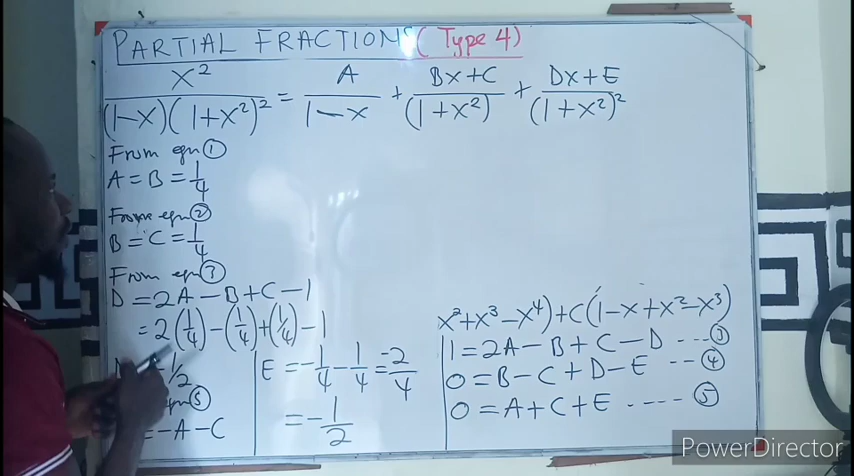 PARTIAL FRACTIONS (Type 4)
x²/(1-x)(1+x²)² = A/1-x + Bx+C/(1+x²) + Dx+E/(1+x²)²
From eqn ①
A = B = 1/4
From eqn ②
B = C = 1/4
From eqn ③
D = 2A - B + C - 1
= 2(1/4) - (1/4) + (1/4) - 1
1/2
⑤
= -A - C
E = -1/4 - 1/4 = -2/4
= -1/2
x²+x³-x⁴)+C(1-x+x²-x³)
1 = 2A - B + C - D --- ③
0 = B - C + D - E -- ④
0 = A + C + E ---- ⑤
PowerDirector